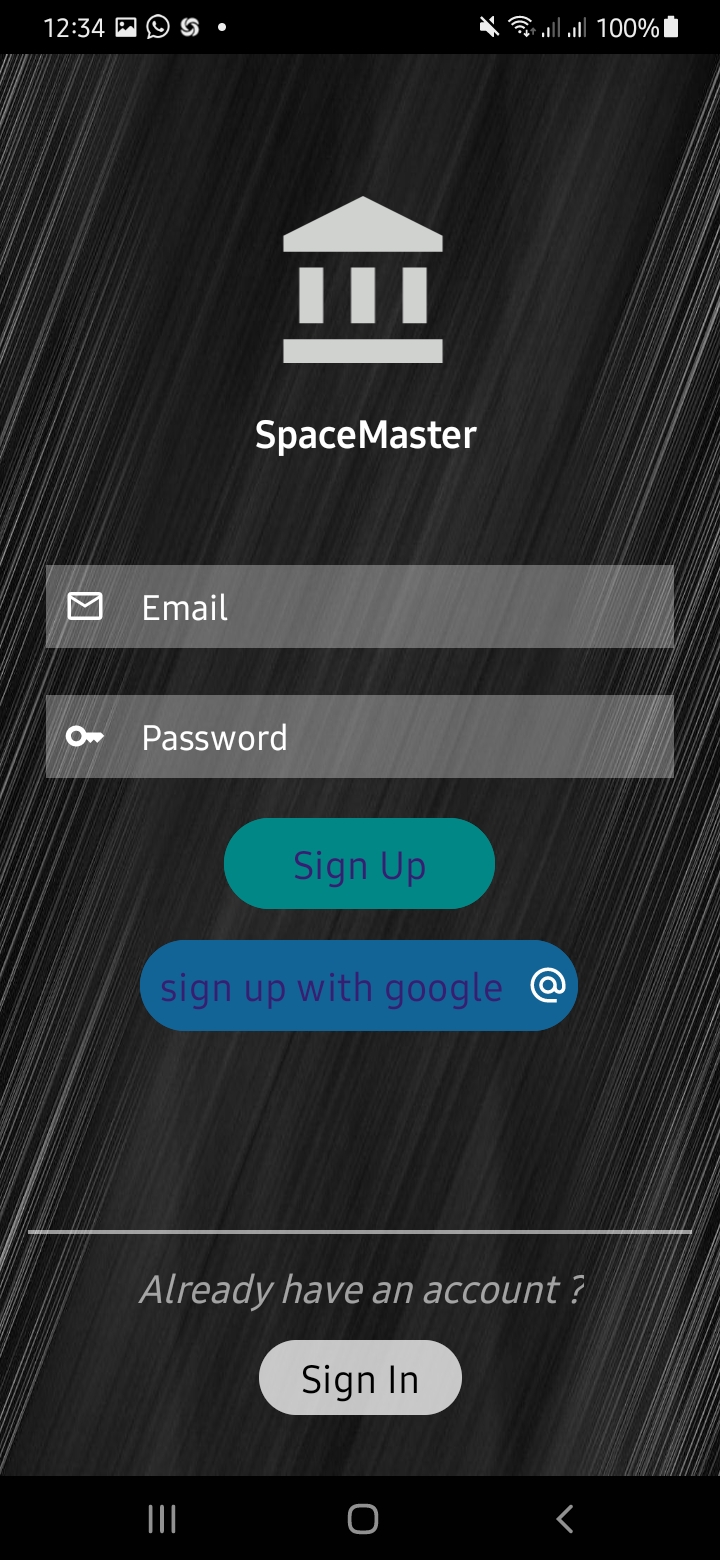 12:34 100%
SpaceMaster
Email
Password
Sign Up
sign up with google
Already have an account ?
Sign In